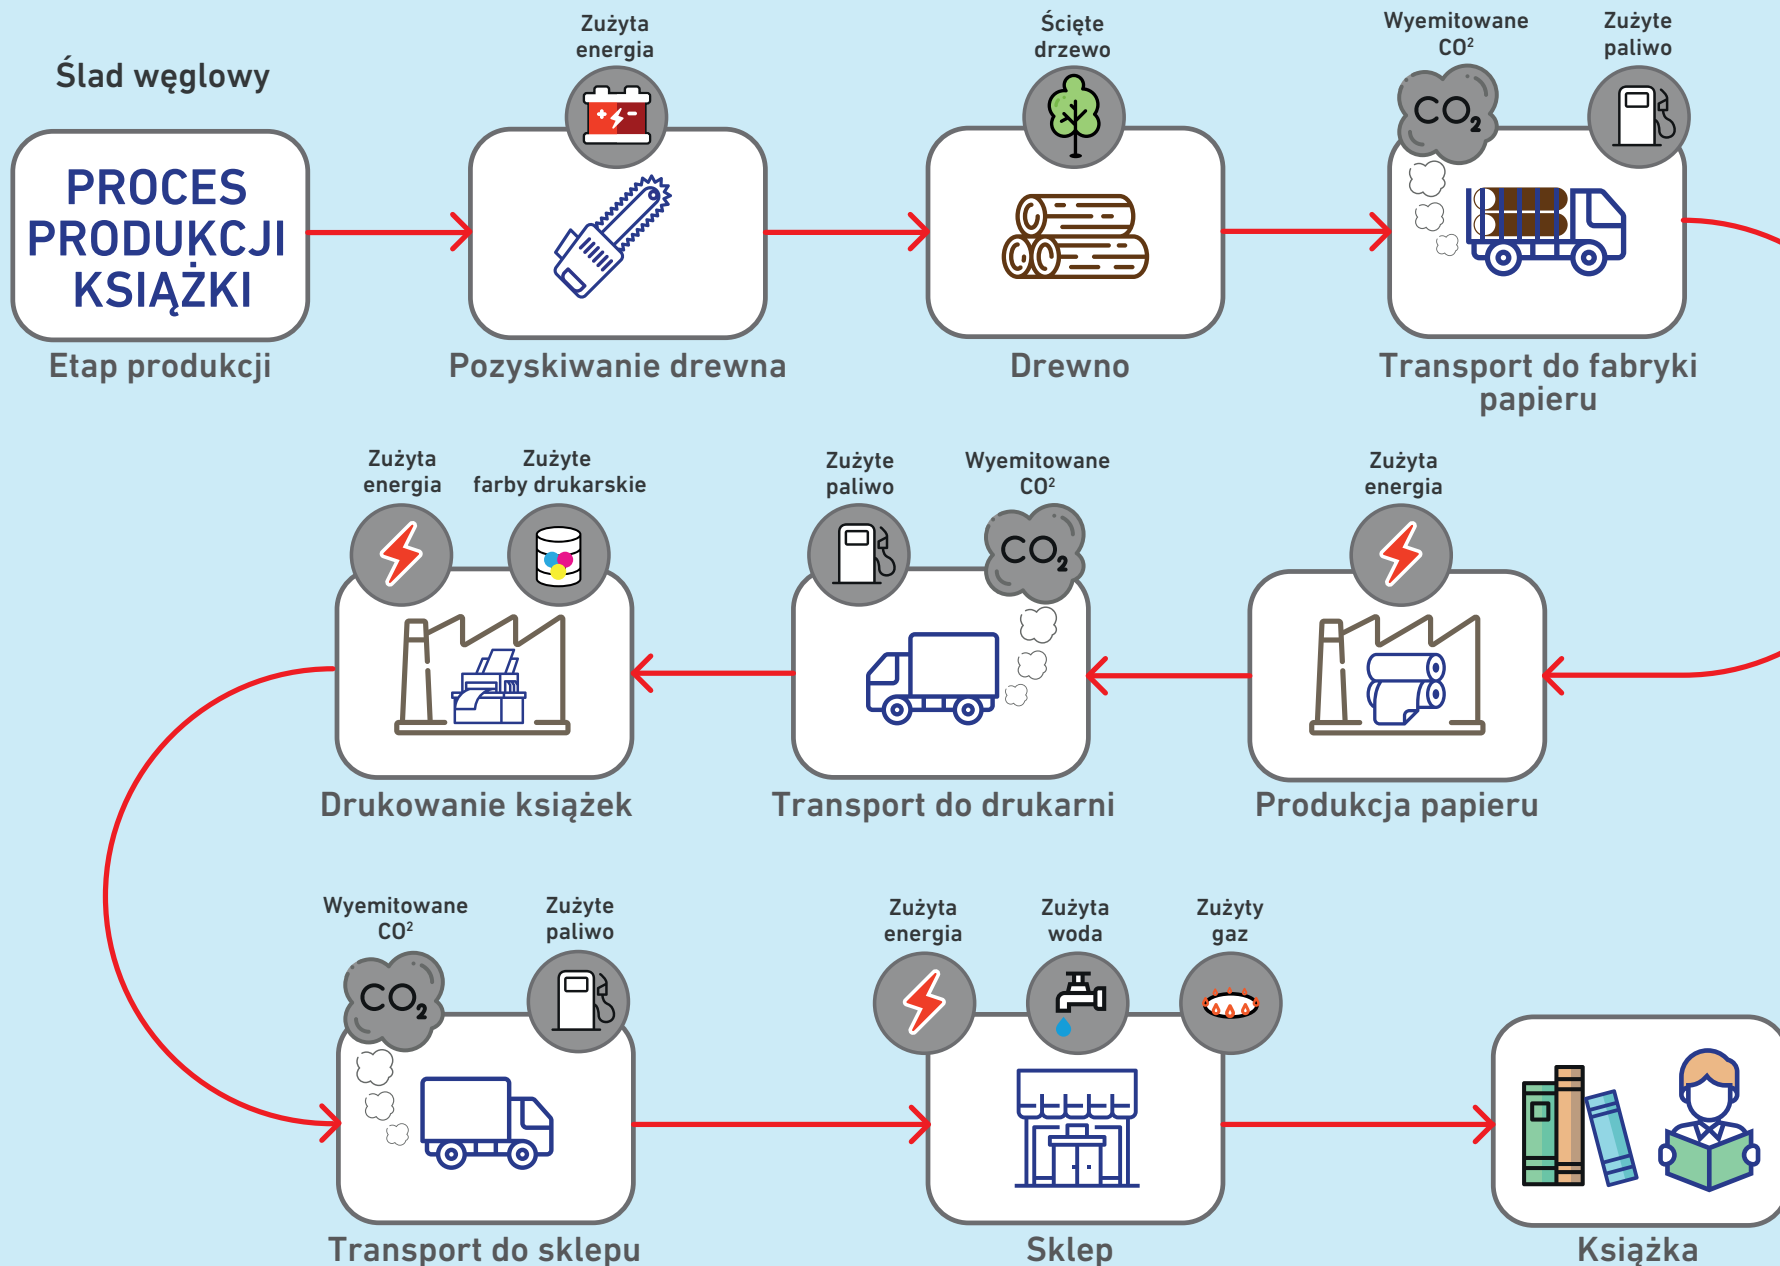 Ślad węglowy
PROCES
PRODUKCJI
KSIĄŻKI
Etap produkcji
Zużyta
energia
Pozyskiwanie drewna
Ścięte
drzewo
Drewno
Wyemitowane
CO²
Zużyte
paliwo
CO₂
Transport do fabryki
papieru
Zużyta
energia
Produkcja papieru
Zużyte
paliwo
Wyemitowane
CO²
CO₂
Transport do drukarni
Zużyta
energia
Zużyte
farby drukarskie
Drukowanie książek
Wyemitowane
CO²
Zużyte
paliwo
CO₂
Transport do sklepu
Zużyta
energia
Zużyta
woda
Zużyty
gaz
Sklep
Książka